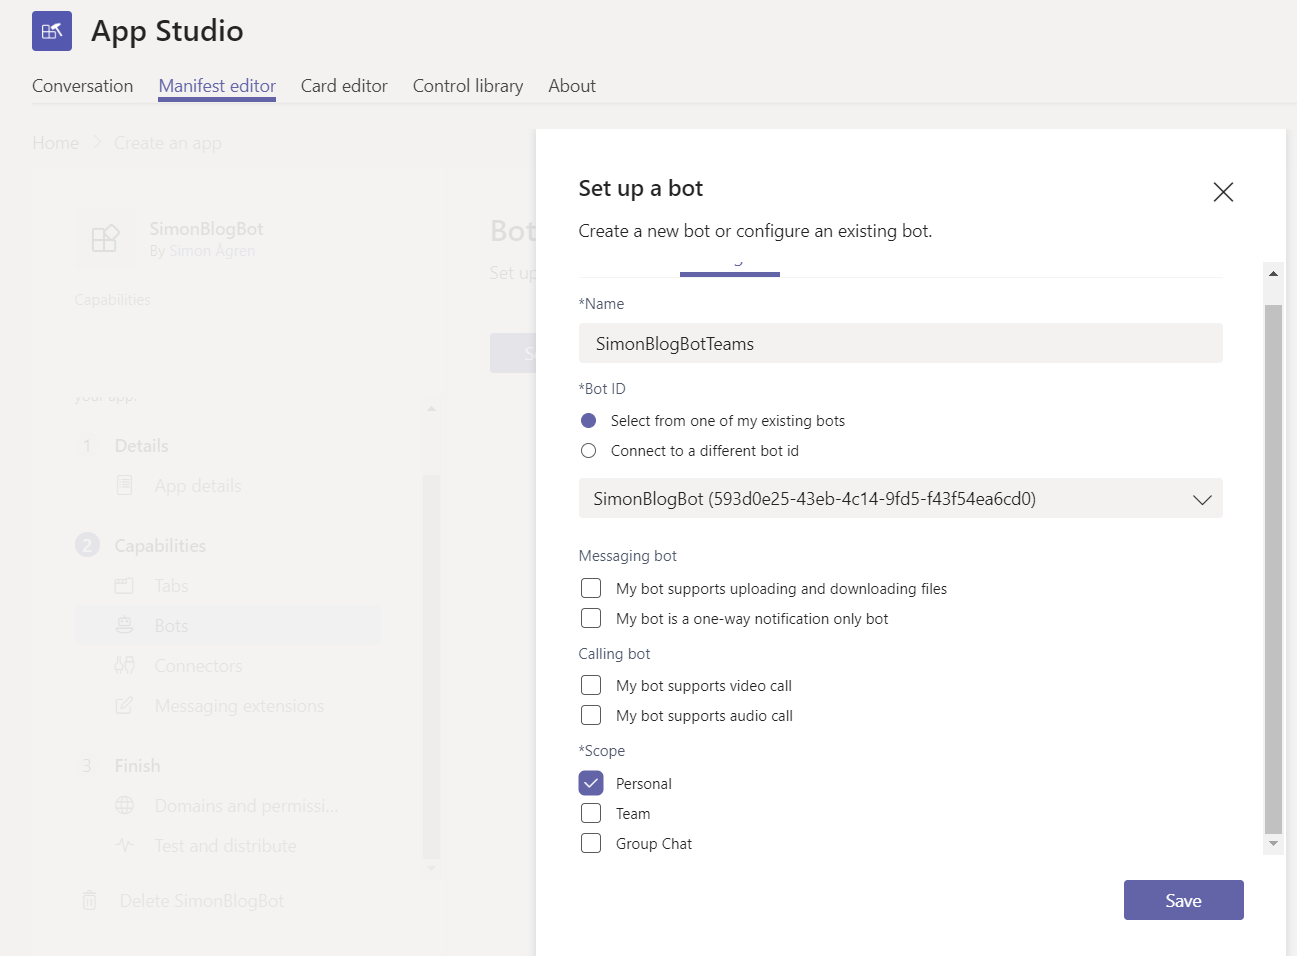 App Studio
Conversation Manifest editor Card editor Control library About
Home Create an app
SimonBlogBot
By Simon Ågren
Capabilities
your app.
1 Details
App details
2 Capabilities
Tabs
Bots
Connectors
Messaging extensions
3 Finish
Domains and permissi...
Test and distribute
Delete SimonBlogBot
Bot
Set up
Set up a bot
Create a new bot or configure an existing bot.
*Name
SimonBlogBotTeams
*Bot ID
Select from one of my existing bots
Connect to a different bot id
SimonBlogBot (593d0e25-43eb-4c14-9fd5-f43f54ea6cd0)
Messaging bot
My bot supports uploading and downloading files
My bot is a one-way notification only bot
Calling bot
My bot supports video call
My bot supports audio call
*Scope
Personal
Team
Group Chat
Save